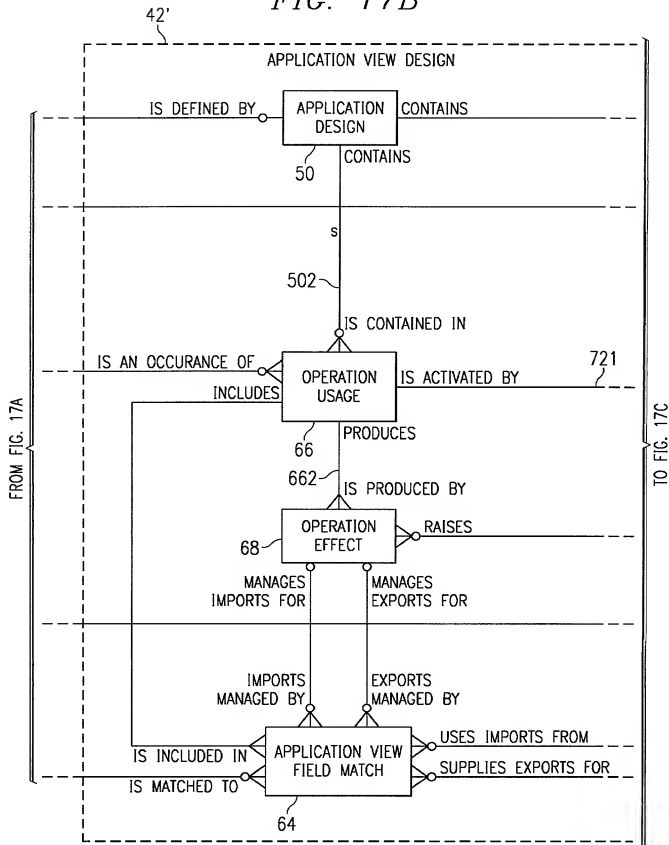 FIG. 17B
42'
APPLICATION VIEW DESIGN
IS DEFINED BY
APPLICATION
DESIGN
CONTAINS
50
CONTAINS
s
502
IS CONTAINED IN
IS AN OCCURANCE OF
OPERATION
USAGE
IS ACTIVATED BY
721
INCLUDES
66
PRODUCES
662
IS PRODUCED BY
OPERATION
EFFECT
RAISES
68
MANAGES
IMPORTS FOR
MANAGES
EXPORTS FOR
IMPORTS
MANAGED BY
EXPORTS
MANAGED BY
IS INCLUDED IN
APPLICATION VIEW
FIELD MATCH
USES IMPORTS FROM
SUPPLIES EXPORTS FOR
IS MATCHED TO
64
FROM FIG. 17A
TO FIG. 17C